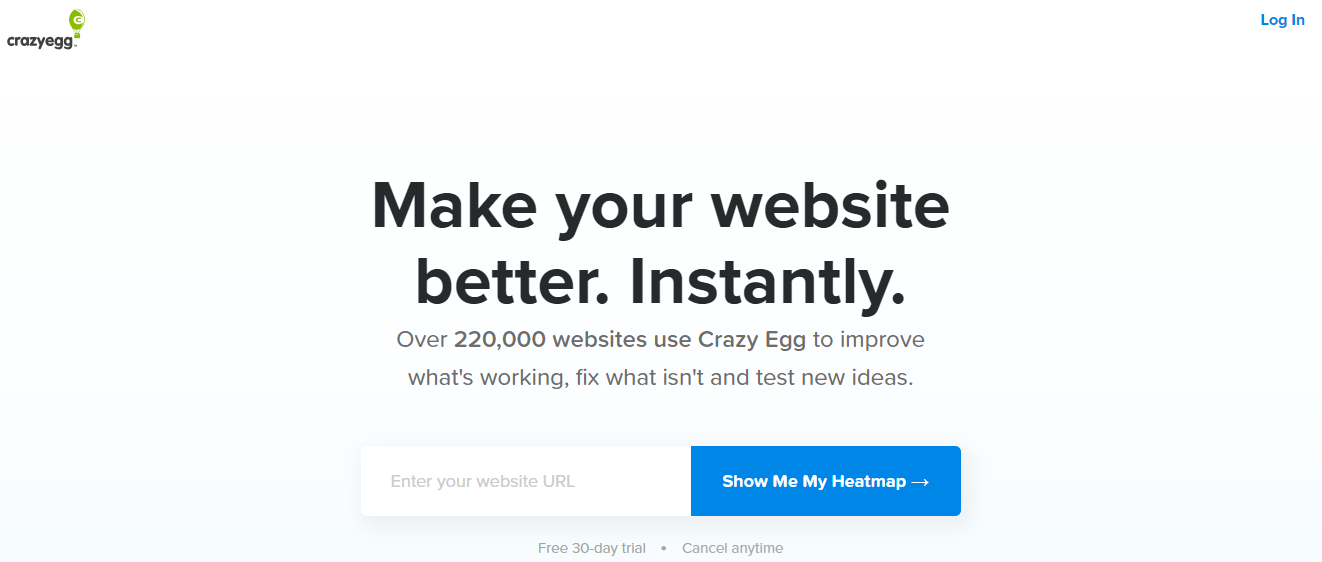 crazyegg™
Log In
Make your website
better. Instantly.
Over 220,000 websites use Crazy Egg to improve
what's working, fix what isn't and test new ideas.
Enter your website URL
Show Me My Heatmap →
Free 30-day trial • Cancel anytime